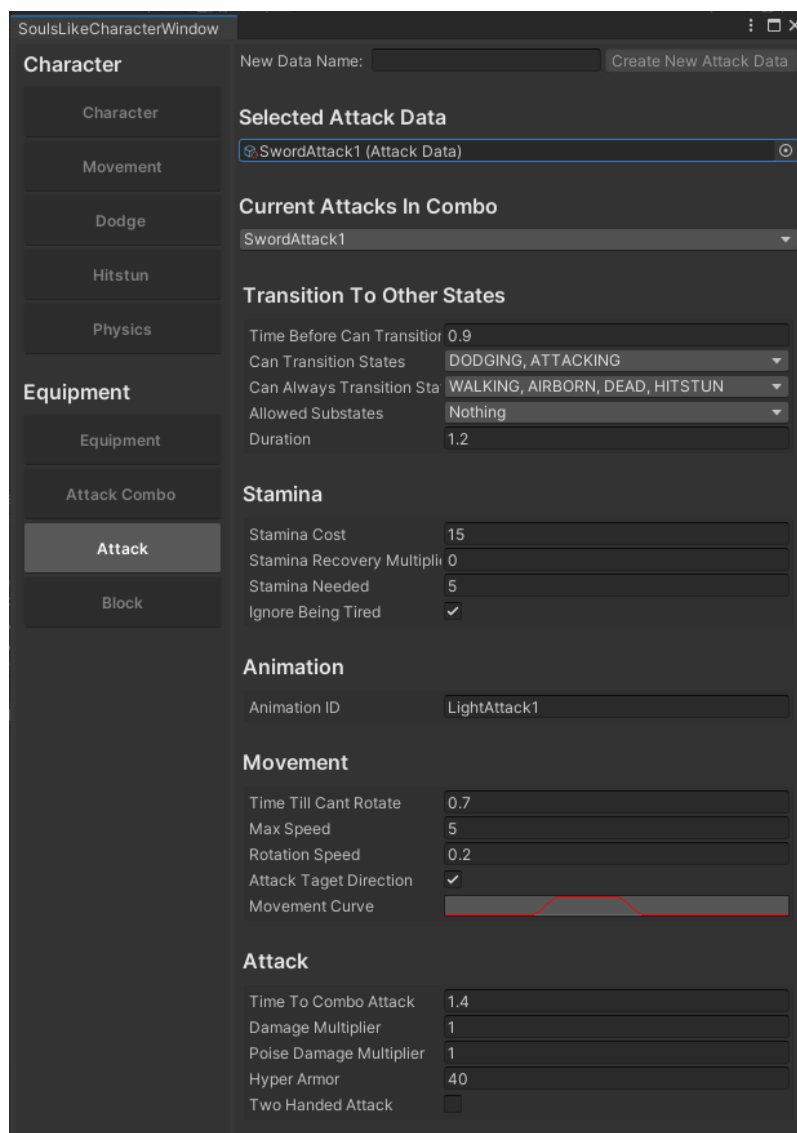 SoulsLikeCharacterWindow
Character
Character
Movement
Dodge
Hitstun
Physics
Equipment
Equipment
Attack Combo
Attack
Block
New Data Name:
Create New Attack Data
Selected Attack Data
SwordAttack1 (Attack Data)
Current Attacks In Combo
SwordAttack1
Transition To Other States
Time Before Can Transition 0.9
Can Transition States DODGING, ATTACKING
Can Always Transition Sta WALKING, AIRBORN, DEAD, HITSTUN
Allowed Substates Nothing
Duration 1.2
Stamina
Stamina Cost 15
Stamina Recovery Multipli 0
Stamina Needed 5
Ignore Being Tired
Animation
Animation ID LightAttack1
Movement
Time Till Cant Rotate 0.7
Max Speed 5
Rotation Speed 0.2
Attack Taget Direction
Movement Curve
Attack
Time To Combo Attack 1.4
Damage Multiplier 1
Poise Damage Multiplier 1
Hyper Armor 40
Two Handed Attack